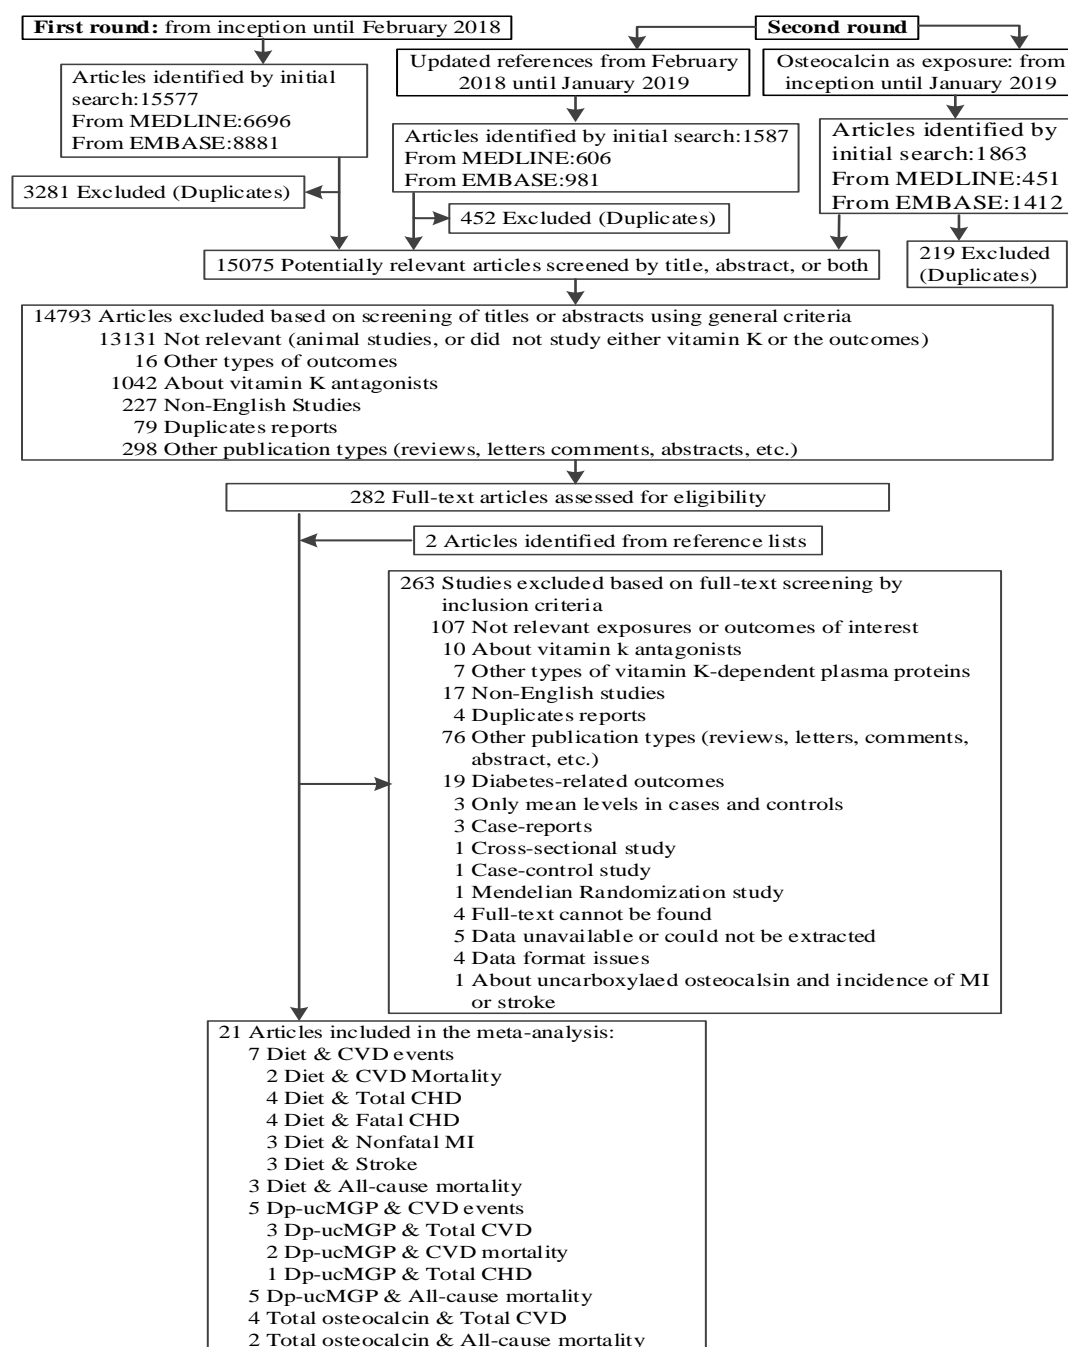 First round: from inception until February 2018
Second round
Updated references from February
2018 until January 2019
Osteocalcin as exposure: from
inception until January 2019
Articles identified by initial
search:15577
From MEDLINE:6696
From EMBASE:8881
Articles identified by initial search:1587
From MEDLINE:606
From EMBASE:981
Articles identified by
initial search:1863
From MEDLINE:451
From EMBASE:1412
3281 Excluded (Duplicates)
452 Excluded (Duplicates)
219 Excluded
(Duplicates)
15075 Potentially relevant articles screened by title, abstract, or both
14793 Articles excluded based on screening of titles or abstracts using general criteria
13131 Not relevant (animal studies, or did not study either vitamin K or the outcomes)
16 Other types of outcomes
1042 About vitamin K antagonists
227 Non-English Studies
79 Duplicates reports
298 Other publication types (reviews, letters comments, abstracts, etc.)
282 Full-text articles assessed for eligibility
2 Articles identified from reference lists
263 Studies excluded based on full-text screening by
inclusion criteria
107 Not relevant exposures or outcomes of interest
10 About vitamin k antagonists
7 Other types of vitamin K-dependent plasma proteins
17 Non-English studies
4 Duplicates reports
76 Other publication types (reviews, letters, comments,
abstract, etc.)
19 Diabetes-related outcomes
3 Only mean levels in cases and controls
3 Case-reports
1 Cross-sectional study
1 Case-control study
1 Mendelian Randomization study
4 Full-text cannot be found
5 Data unavailable or could not be extracted
4 Data format issues
1 About uncarboxylaed osteocalsin and incidence of MI
or stroke
21 Articles included in the meta-analysis:
7 Diet & CVD events
2 Diet & CVD Mortality
4 Diet & Total CHD
4 Diet & Fatal CHD
3 Diet & Nonfatal MI
3 Diet & Stroke
3 Diet & All-cause mortality
5 Dp-ucMGP & CVD events
3 Dp-ucMGP & Total CVD
2 Dp-ucMGP & CVD mortality
1 Dp-ucMGP & Total CHD
5 Dp-ucMGP & All-cause mortality
4 Total osteocalcin & Total CVD
2 Total osteocalcin & All-cause mortality